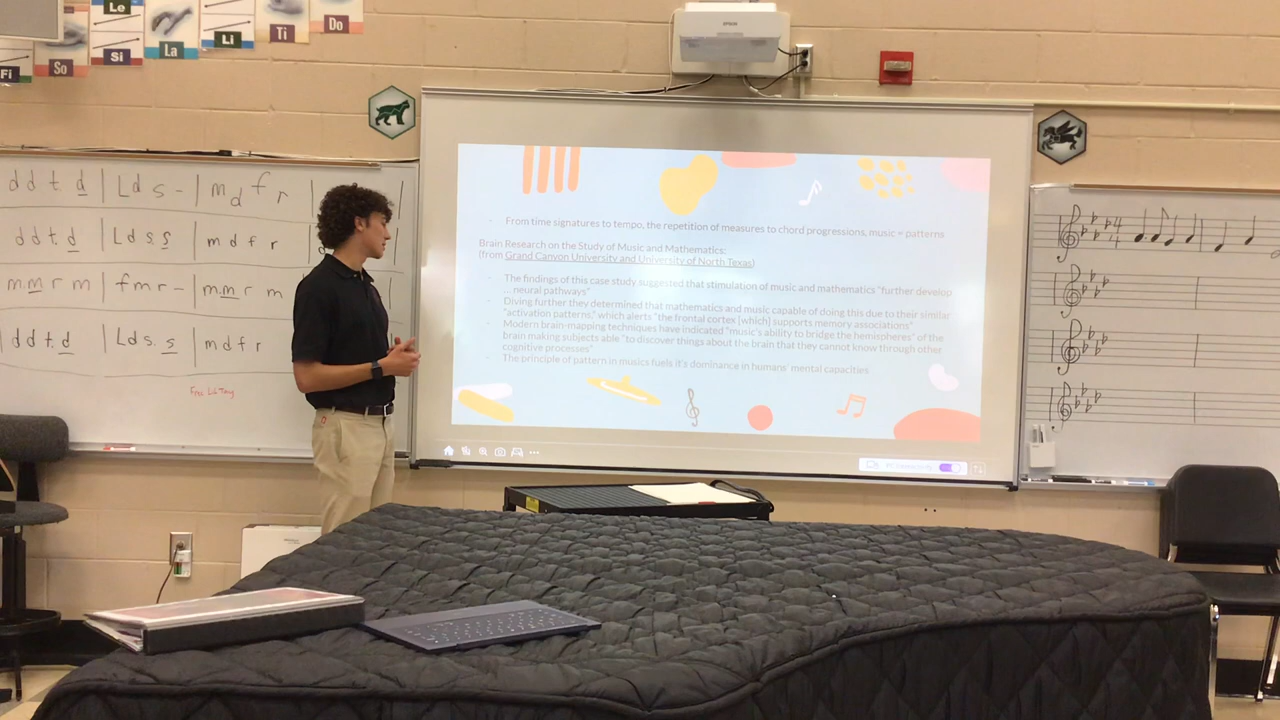 Le
Ti
Do
La
Li
Si
So
Fi
EPSON
d d t. d | L d s - | m d f r |
d d t. d | L d s. s | m d f r
m. m r m | f m r - | m. m r m
d d t. d | L d s. s | m d f r
- From time signatures to tempo, the repetition of measures to chord progressions, music = patterns
Brain Research on the Study of Music and Mathematics:
(from Grand Canyon University and University of North Texas)
- The findings of this case study suggested that stimulation of music and mathematics "further develop
... neural pathways"
- Diving further they determined that mathematics and music capable of doing this due to their similar
"activation patterns," which alerts "the frontal cortex [which] supports memory associations."
- Modern brain-mapping techniques have indicated "music's ability to bridge the hemispheres" of the
brain making subjects able "to discover things about the brain that they cannot know through other
cognitive processes"
- The principle of pattern in musics fuels it's dominance in humans' mental capacities
4
4